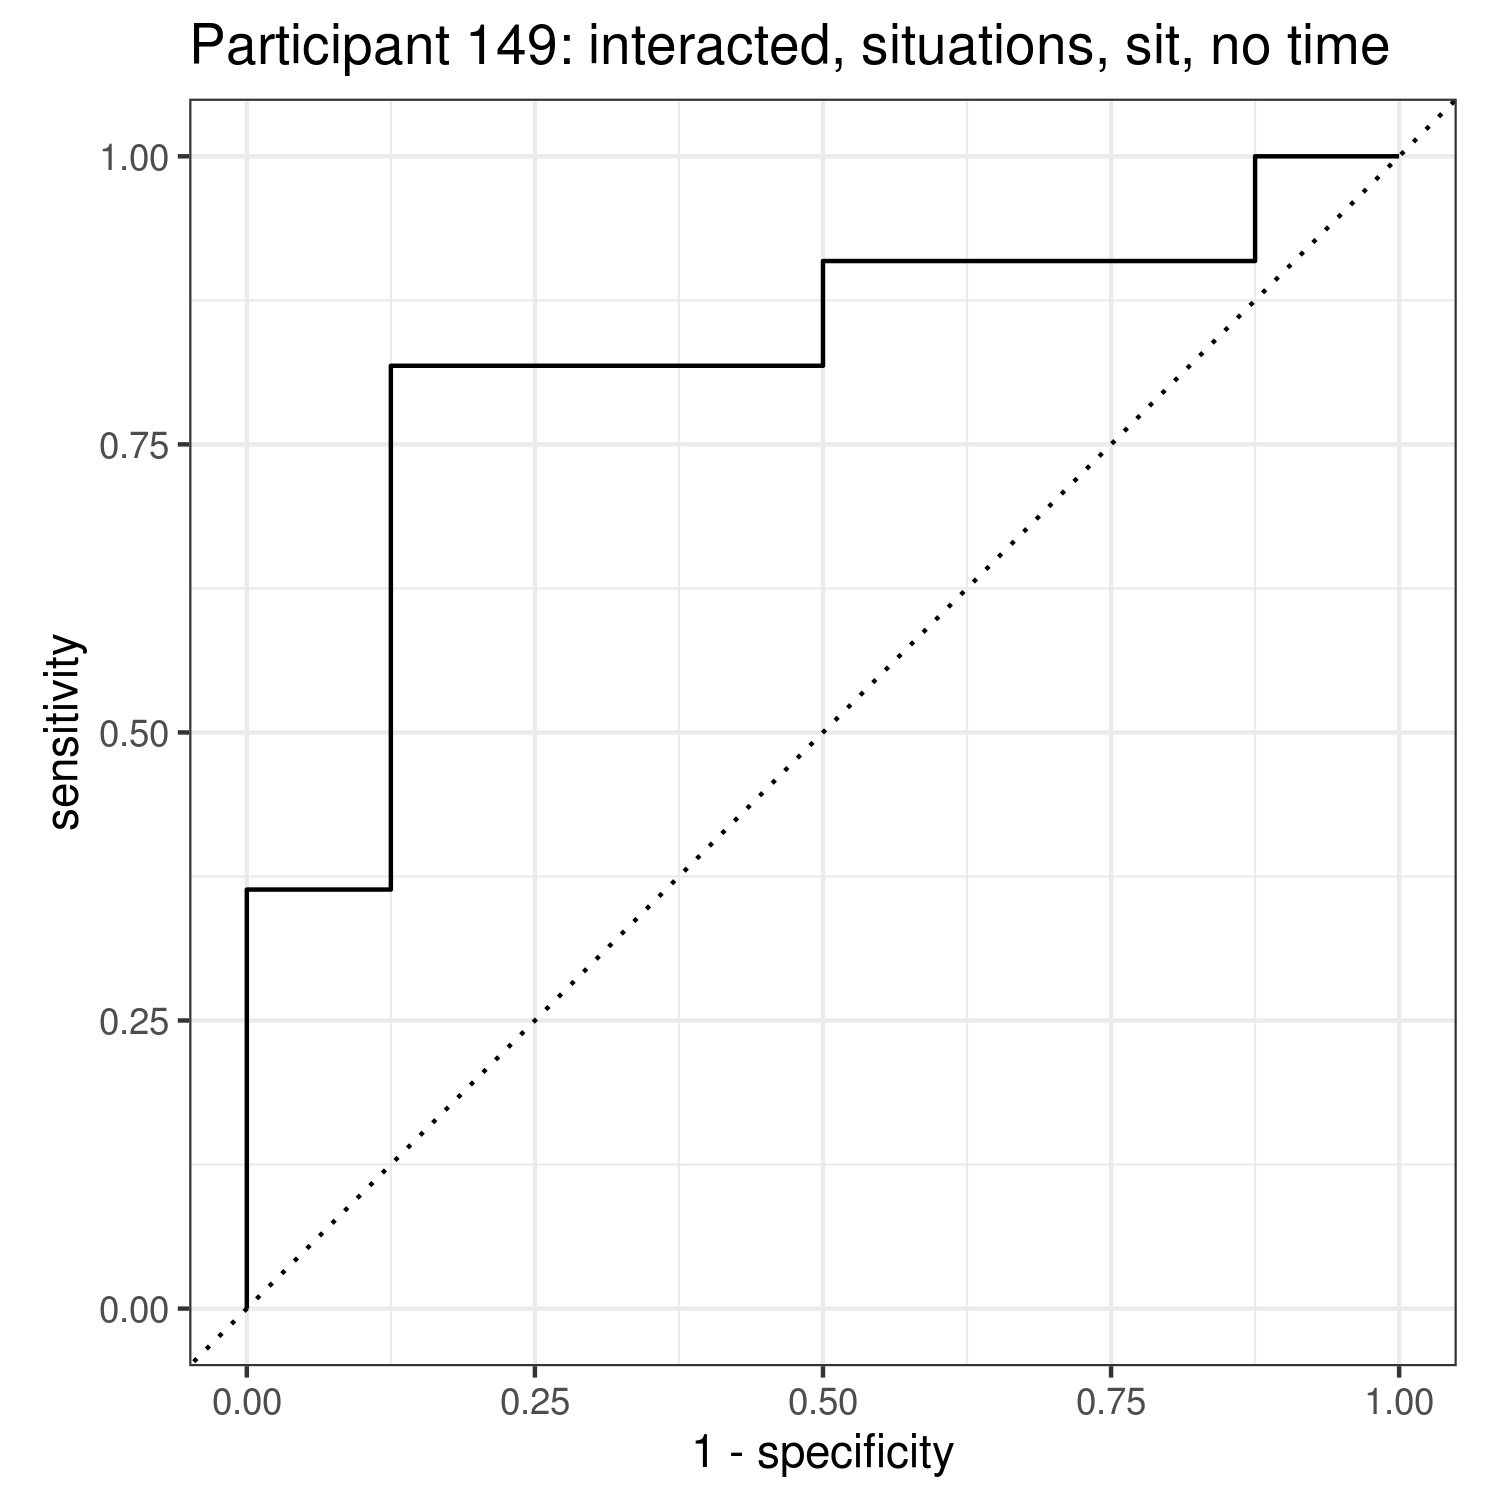 Participant 149: interacted, situations, sit, no time
1.00
0.75
0.50
0.25
0.00
sensitivity
0.00 0.25 0.50 0.75 1.00
1 - specificity